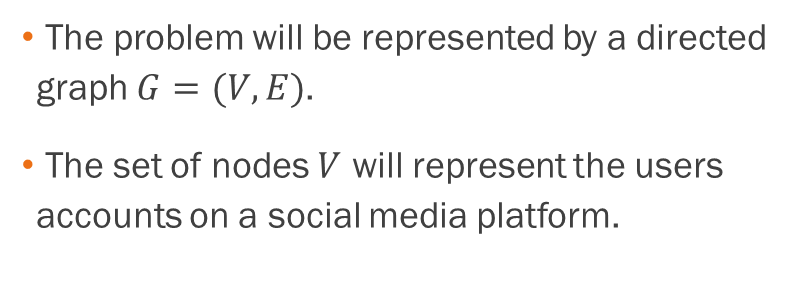 • The problem will be represented by a directed
graph G = (V, E).
• The set of nodes V will represent the users
accounts on a social media platform.